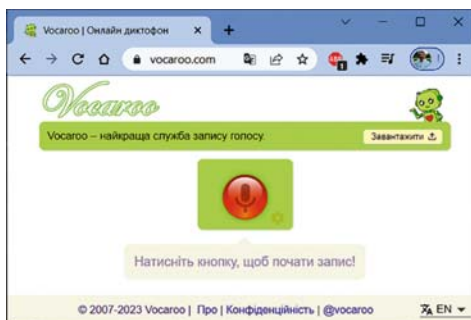 Vocaroo | Онлайн диктофон
vocaroo.com
1
Vocaroo
Vocaroo – найкраща служба запису голосу.
Завантажити
Натисніть кнопку, щоб почати запис!
© 2007-2023 Vocaroo | Про | Конфіденційність | @vocaroo
EN